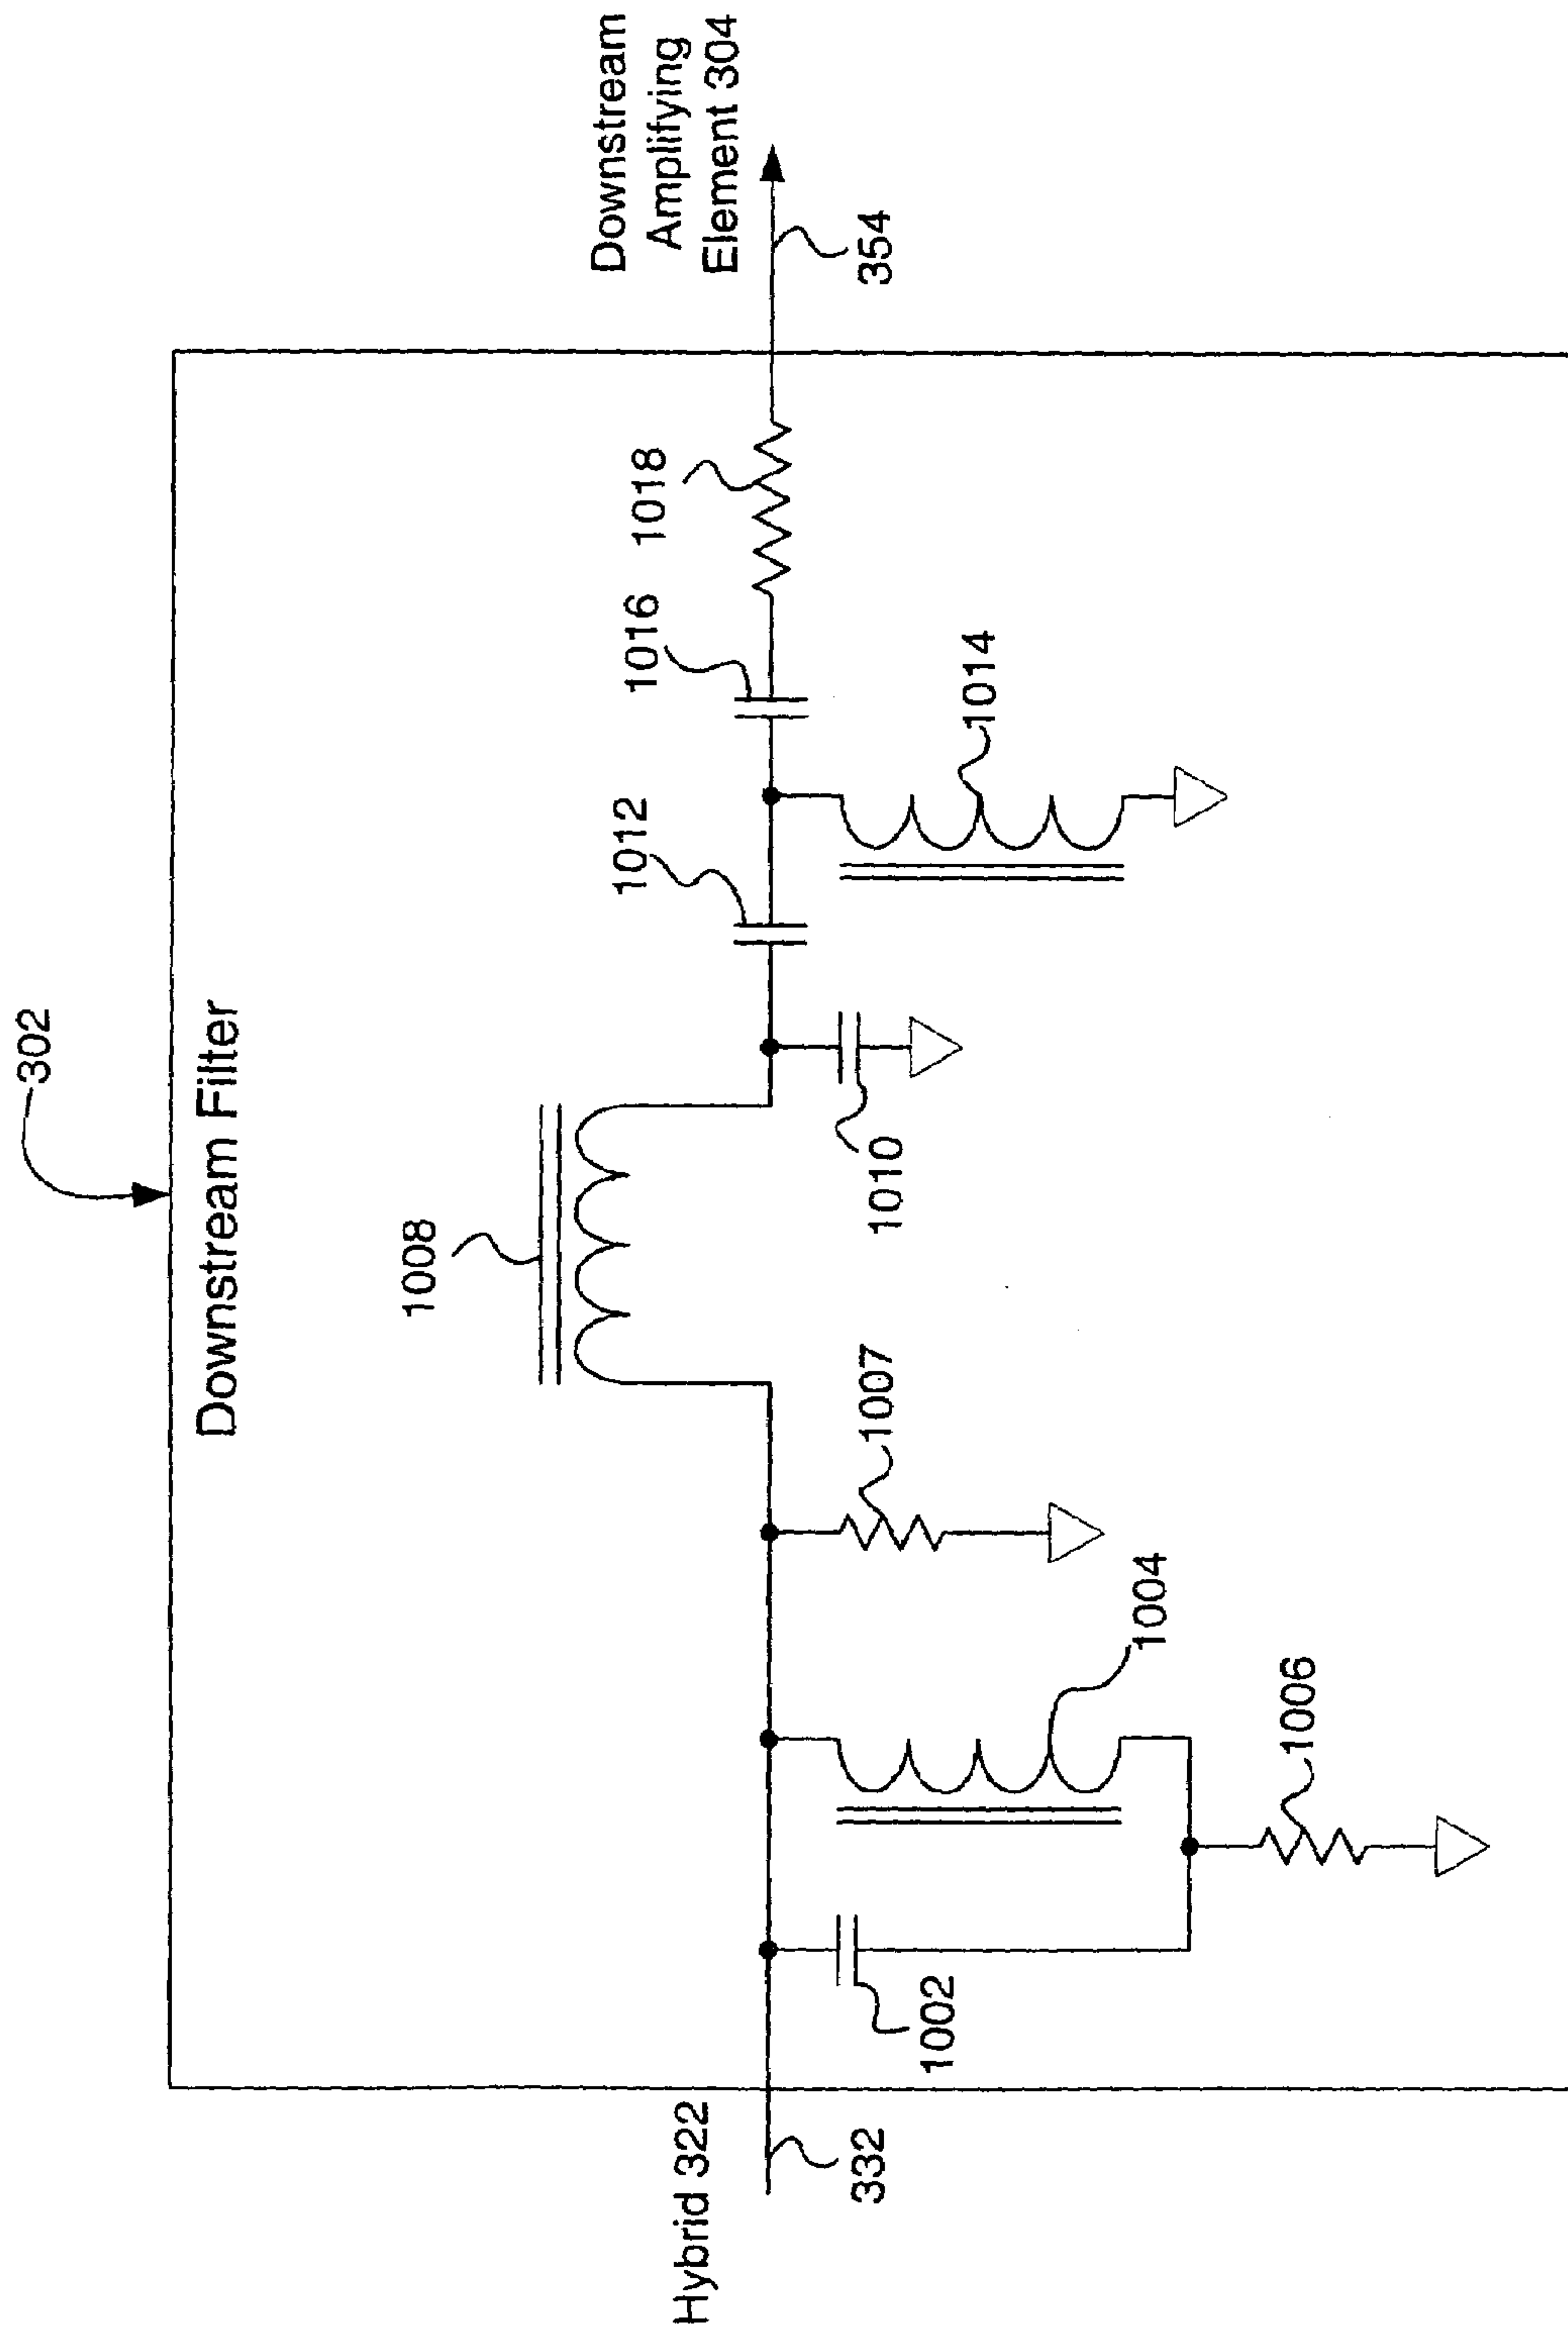 302
Downstream Filter
Hybrid 322
332
1002
1004
1006
1007
1008
1010
1012
1014
1016
1018
Downstream
Amplifying
Element 304
354